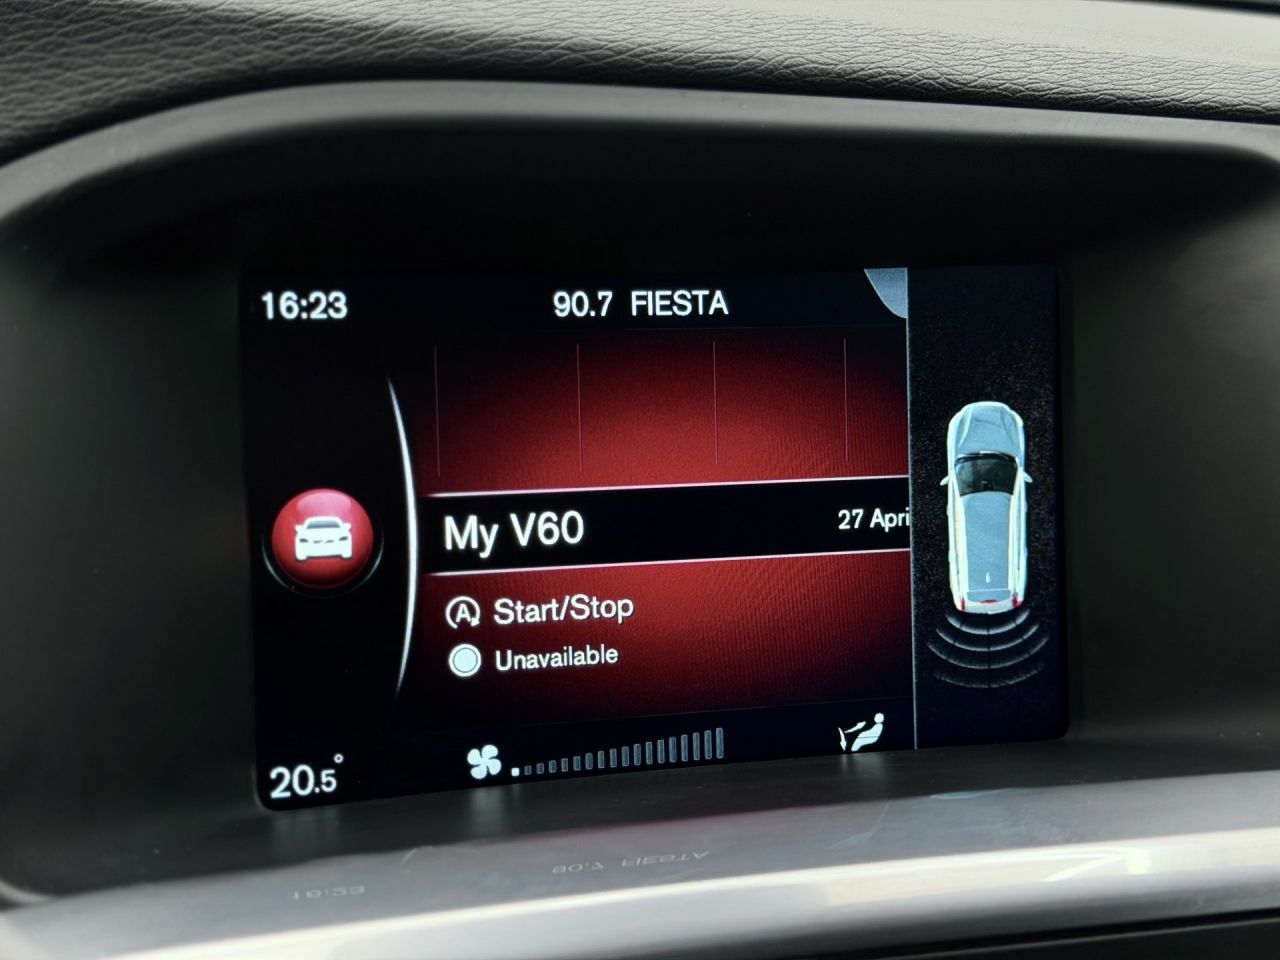 16:23
90.7 FIESTA
My V60
27 Apri
A Start/Stop
Unavailable
20.5°